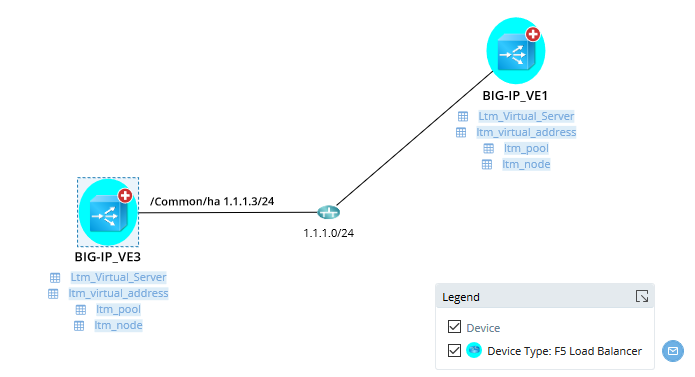 BIG-IP_VE1
Ltm_Virtual_Server
ltm_virtual_address
ltm_pool
ltm_node
/Common/ha 1.1.1.3/24
1.1.1.0/24
BIG-IP_VE3
Ltm_Virtual_Server
ltm_virtual_address
ltm_pool
ltm_node
Legend
Device
Device Type: F5 Load Balancer